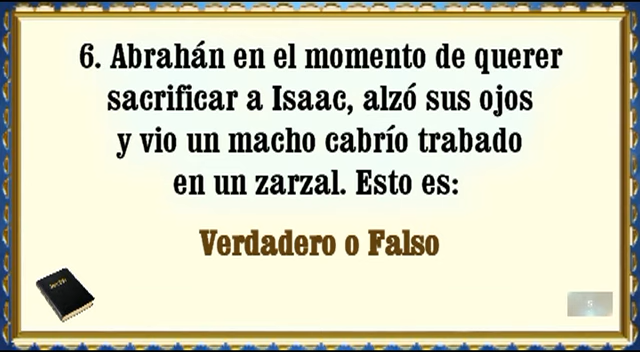 6. Abrahán en el momento de querer
sacrificar a Isaac, alzó sus ojos
y vio un macho cabrío trabado
en un zarzal. Esto es:
Verdadero o Falso